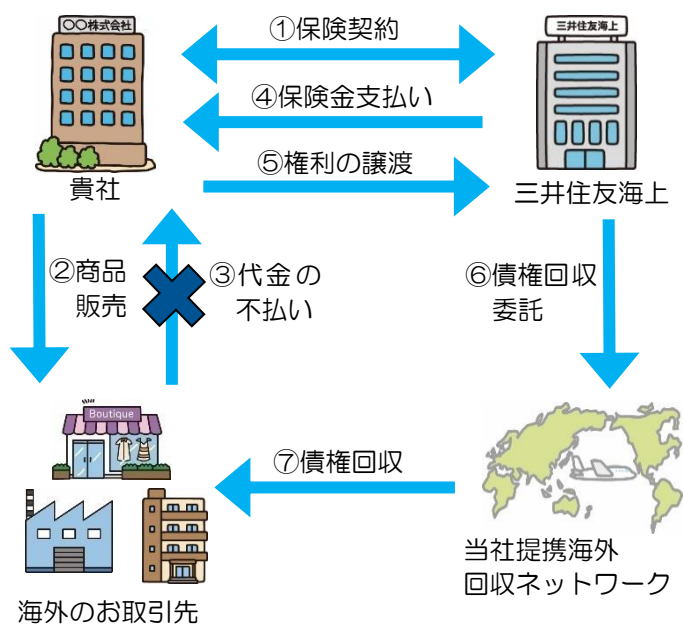 〇〇株式会社
①保険契約
三井住友海上
④保険金支払い
⑤権利の譲渡
貴社
三井住友海上
②商品
販売
③代金の
不払い
⑥債権回収
委託
Boutique
⑦債権回収
海外のお取引先
当社提携海外
回収ネットワーク